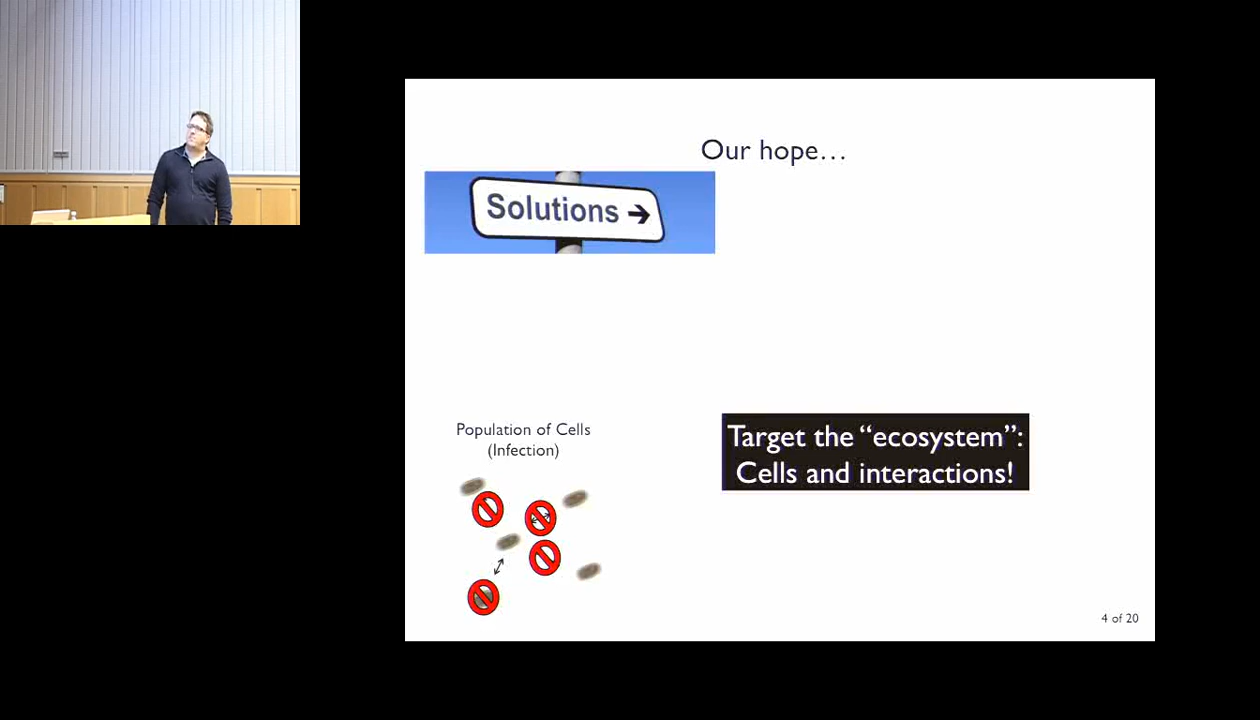 Our hope…
Solutions →
Population of Cells
(Infection)
Target the “ecosystem”:
Cells and interactions!
4 of 20